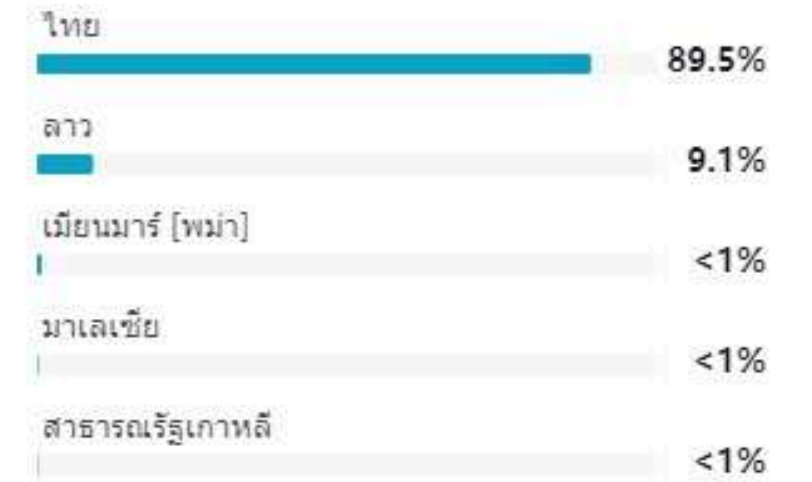 ไทย
89.5%
ลาว
9.1%
เมียนมาร์ [พม่า]
<1%
มาเลเซีย
<1%
สาธารณรัฐเกาหลี
<1%